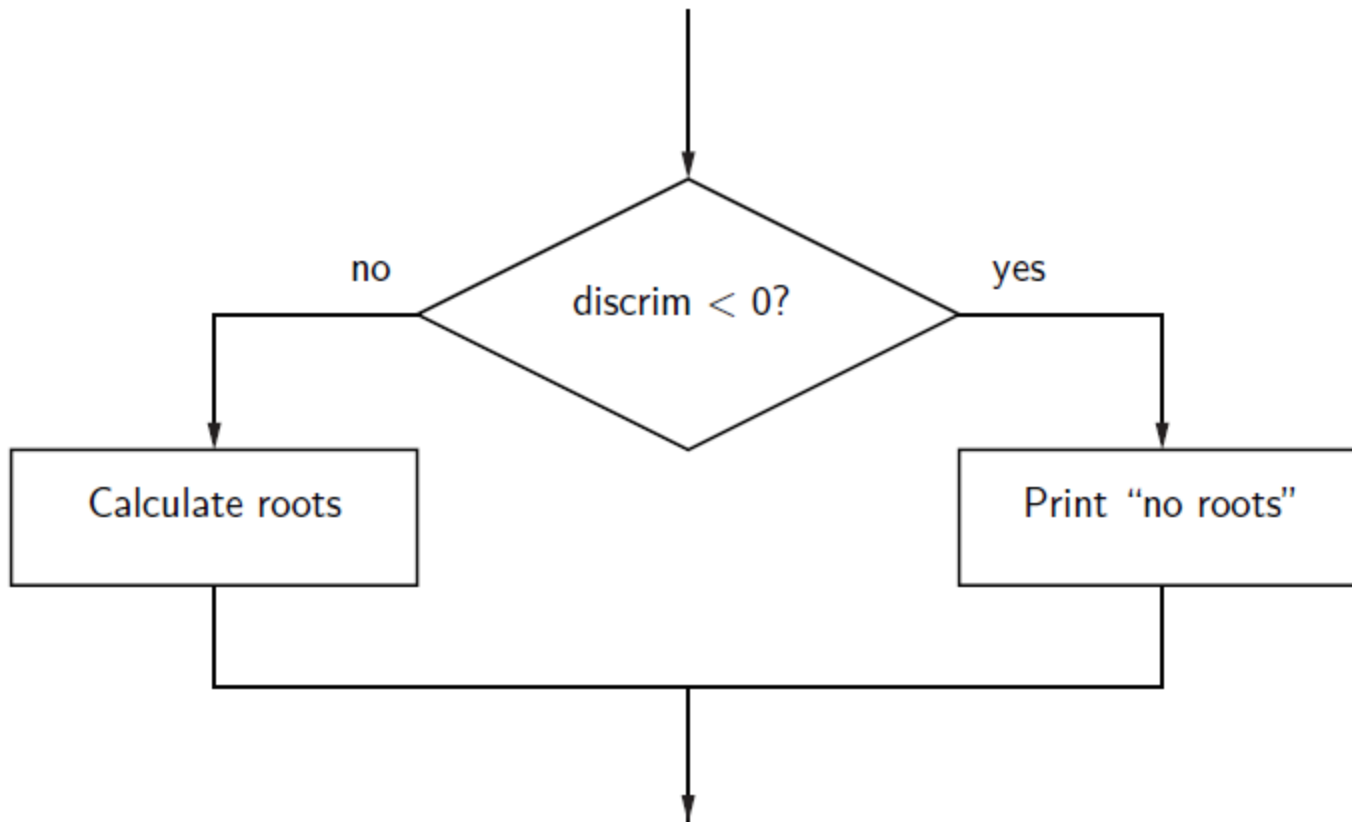 no
yes
discrim < 0?
Calculate roots
Print “no roots”